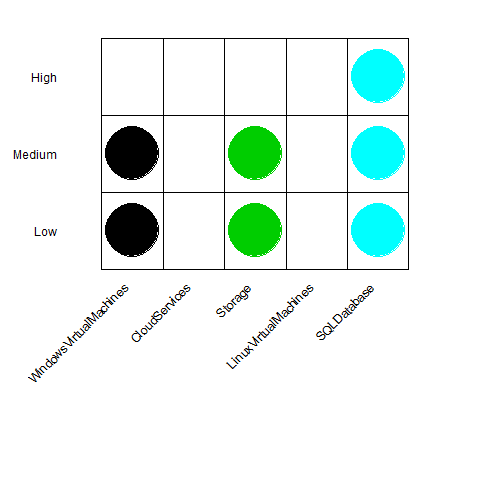 High
Medium
Low
WindowsVirtualMachines
CloudServices
Storage
LinuxVirtualMachines
SQLDatabase